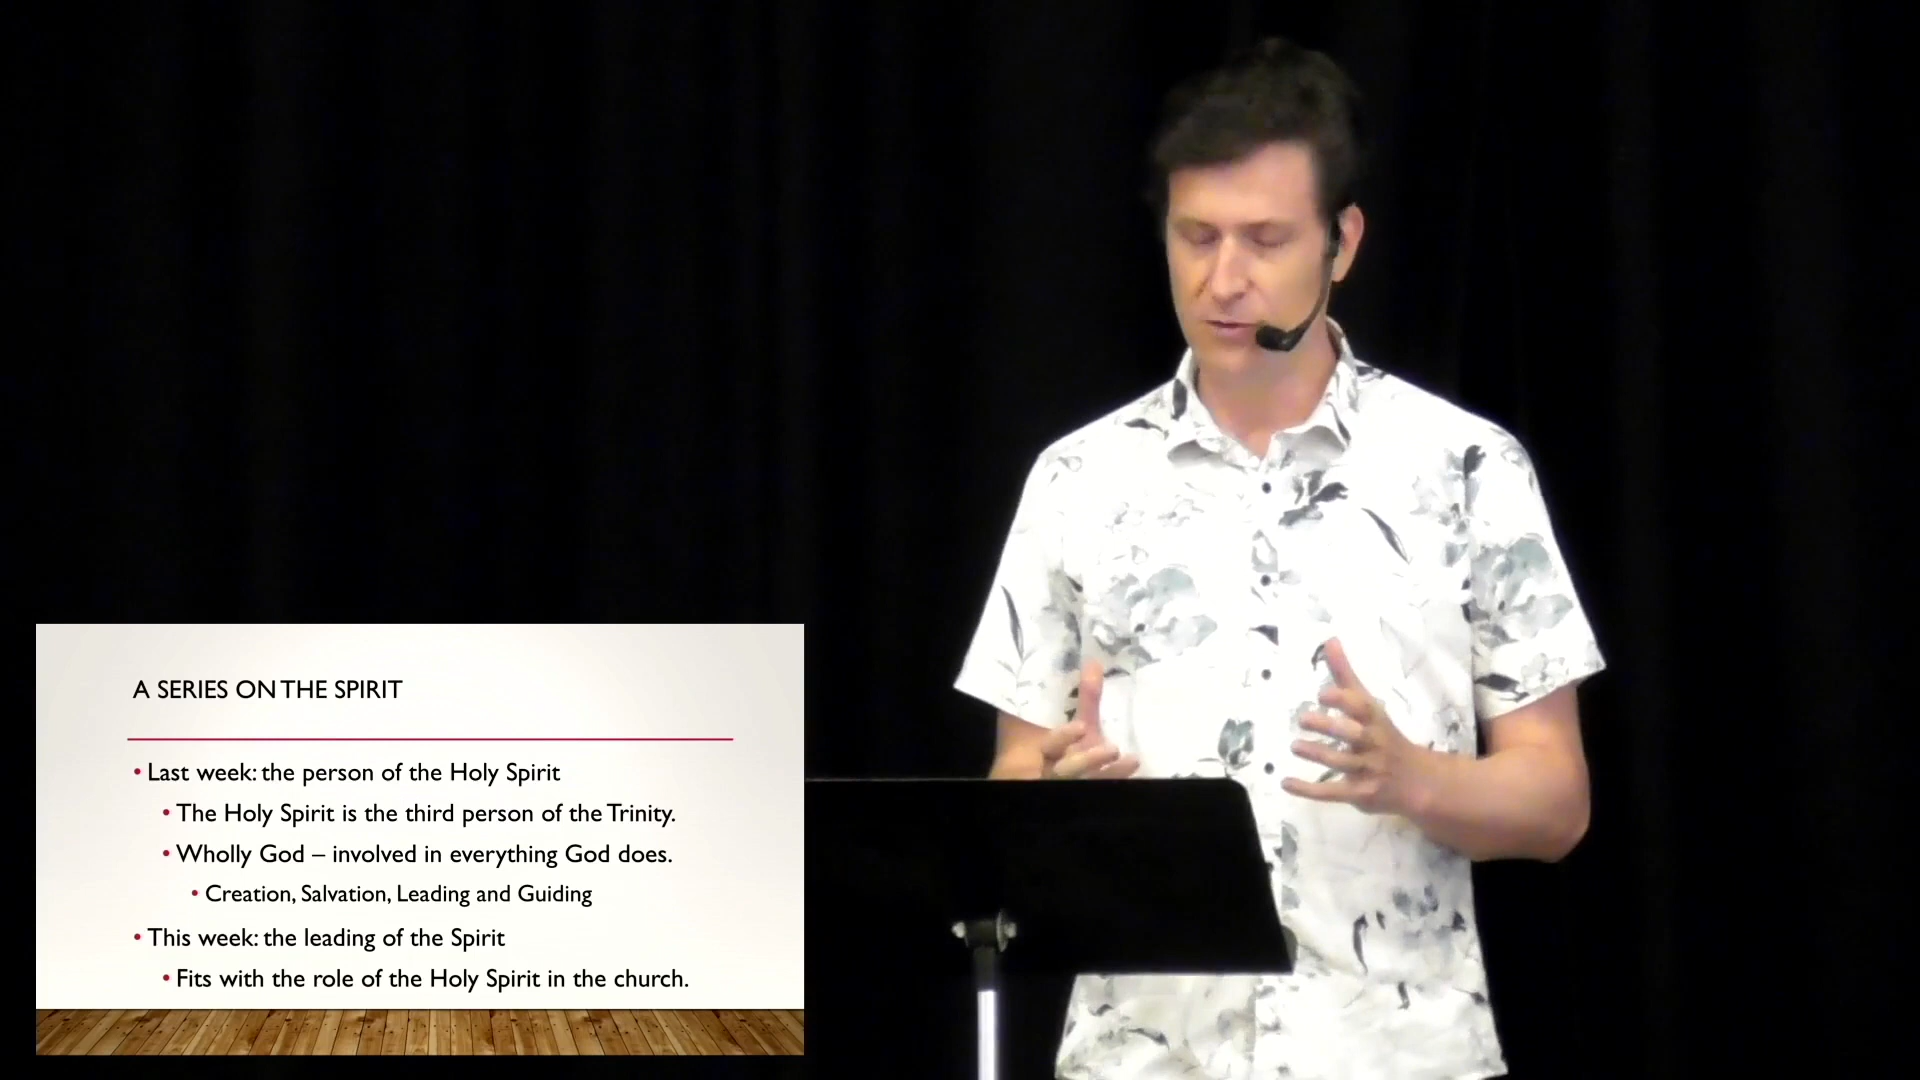 A SERIES ON THE SPIRIT
• Last week: the person of the Holy Spirit
• The Holy Spirit is the third person of the Trinity.
• Wholly God – involved in everything God does.
• Creation, Salvation, Leading and Guiding
• This week: the leading of the Spirit
• Fits with the role of the Holy Spirit in the church.